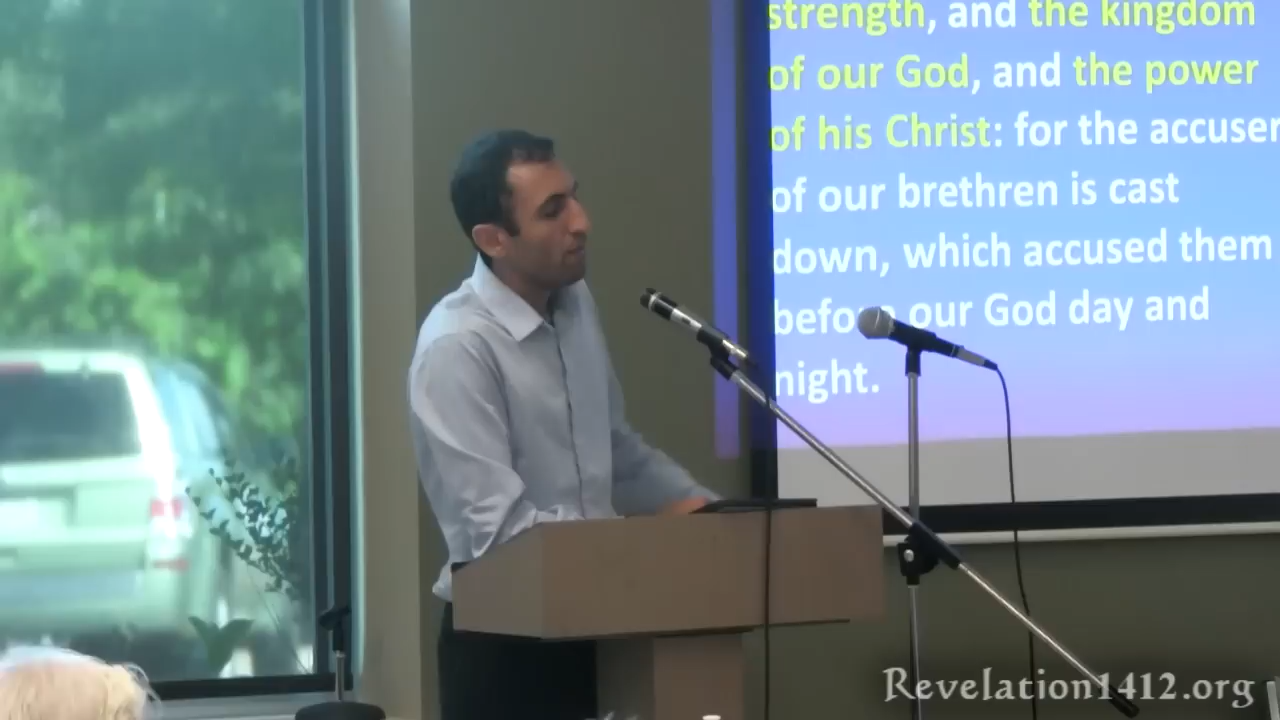 strength, and the kingdom
of our God, and the power
of his Christ: for the accuser
of our brethren is cast
down, which accused them
before our God day and
night.
Revelation1412.org